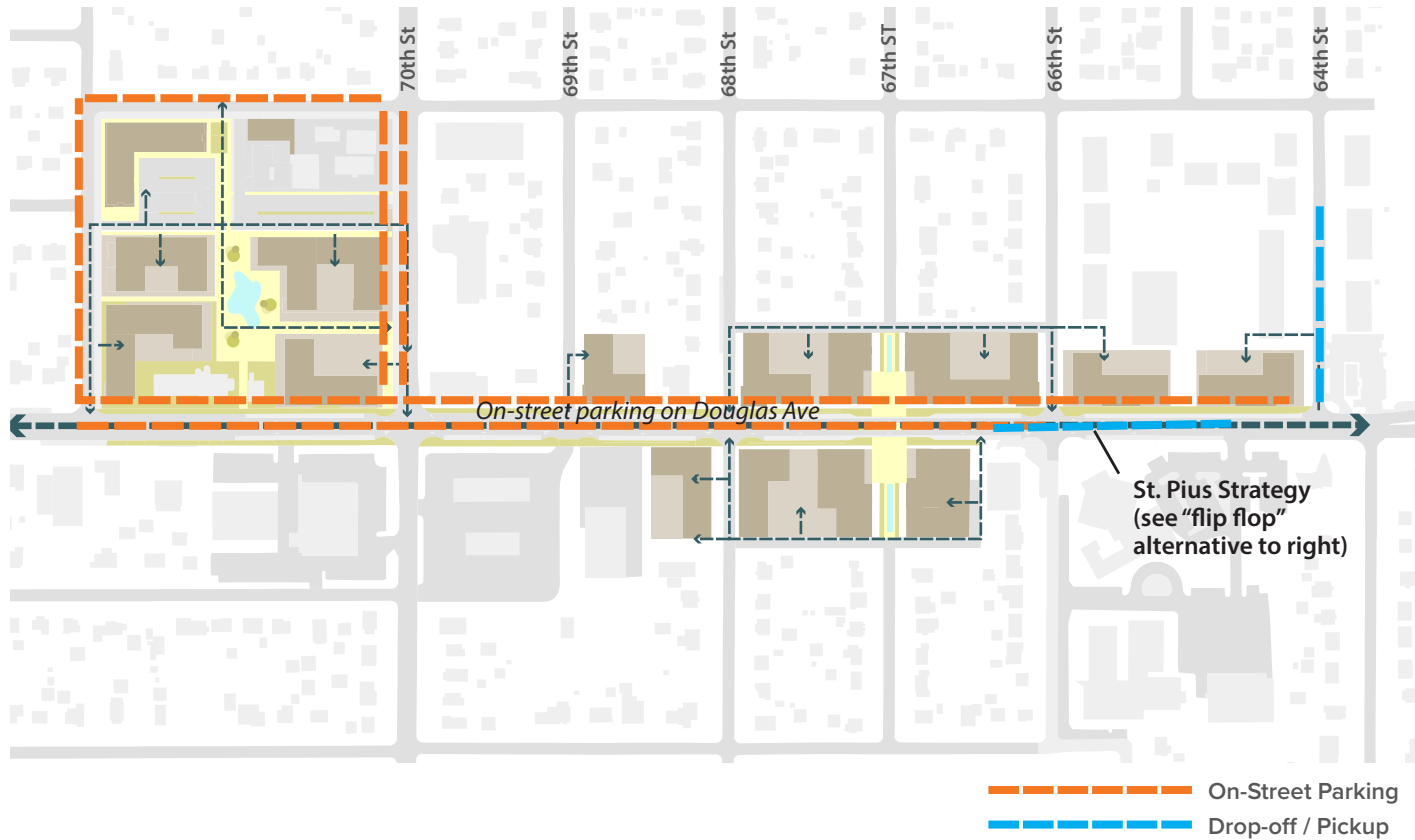 70th St
69th St
68th St
67th ST
66th St
64th St
On-street parking on Douglas Ave
St. Pius Strategy
(see “flip flop”
alternative to right)
On-Street Parking
Drop-off / Pickup